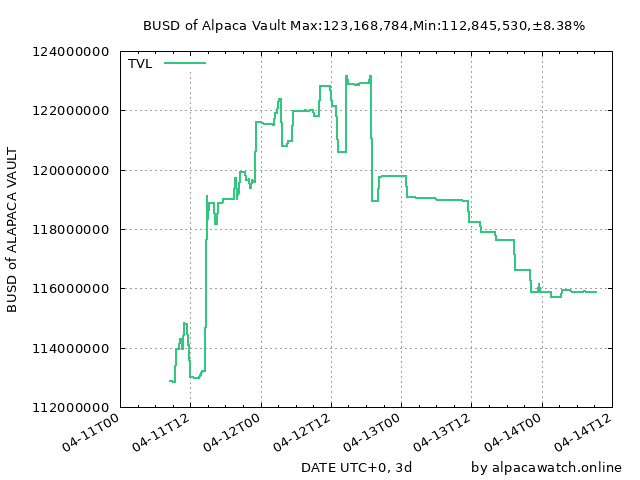 BUSD of Alpaca Vault Max:123,168,784,Min:112,845,530,±8.38%
124000000
TVL
122000000
120000000
118000000
116000000
114000000
112000000
BUSD of ALAPACA VAULT
04-11T00
04-11T12
04-12T00
04-12T12
04-13T00
04-13T12
04-14T00
04-14T12
DATE UTC+0, 3d
by alpacawatch.online